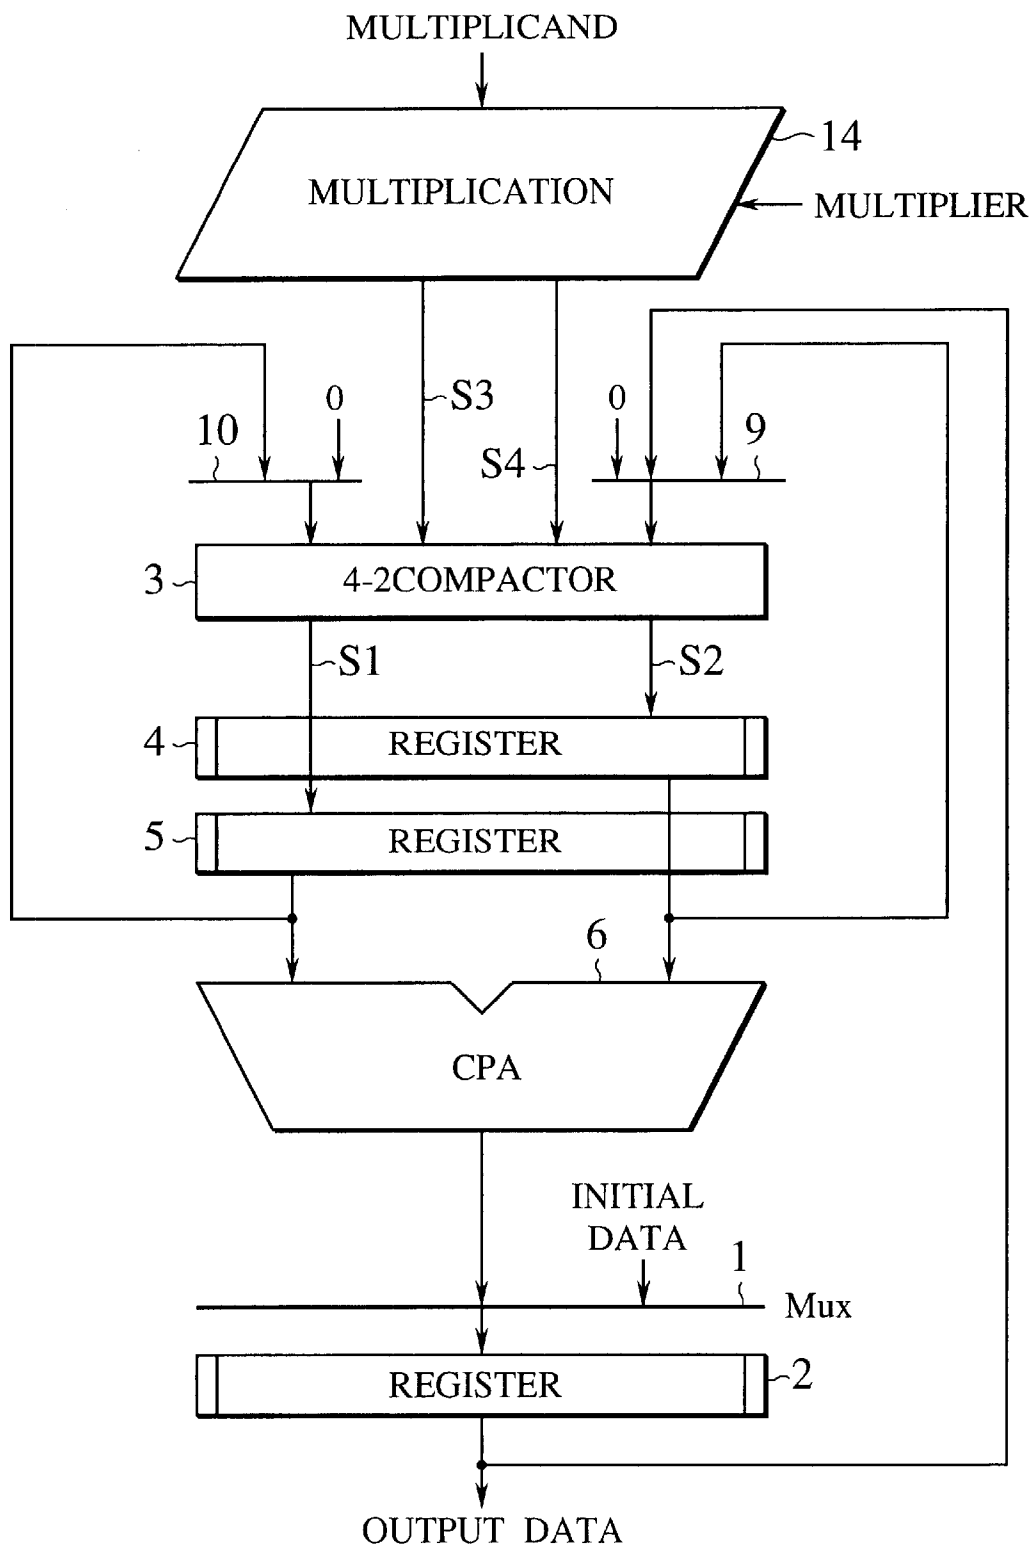 MULTIPLICAND
14
MULTIPLICATION
MULTIPLIER
0
S3
0
10
9
S4
3
4-2COMPACTOR
S1
S2
4
REGISTER
5
REGISTER
6
CPA
INITIAL
DATA
1
Mux
REGISTER
2
OUTPUT DATA